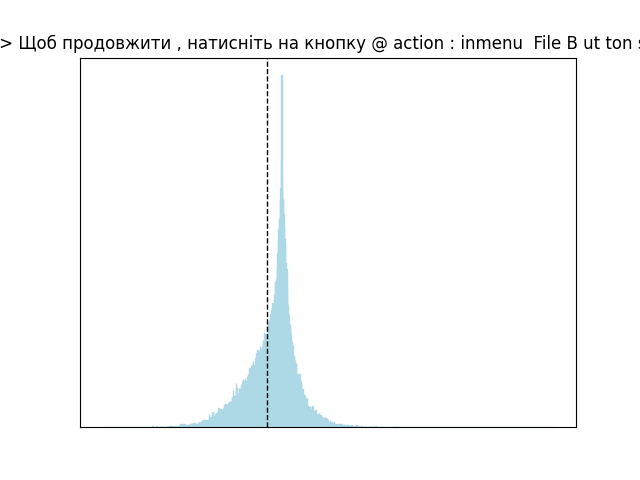 > Щоб продовжити , натисніть на кнопку @ action : inmenu File B ut ton